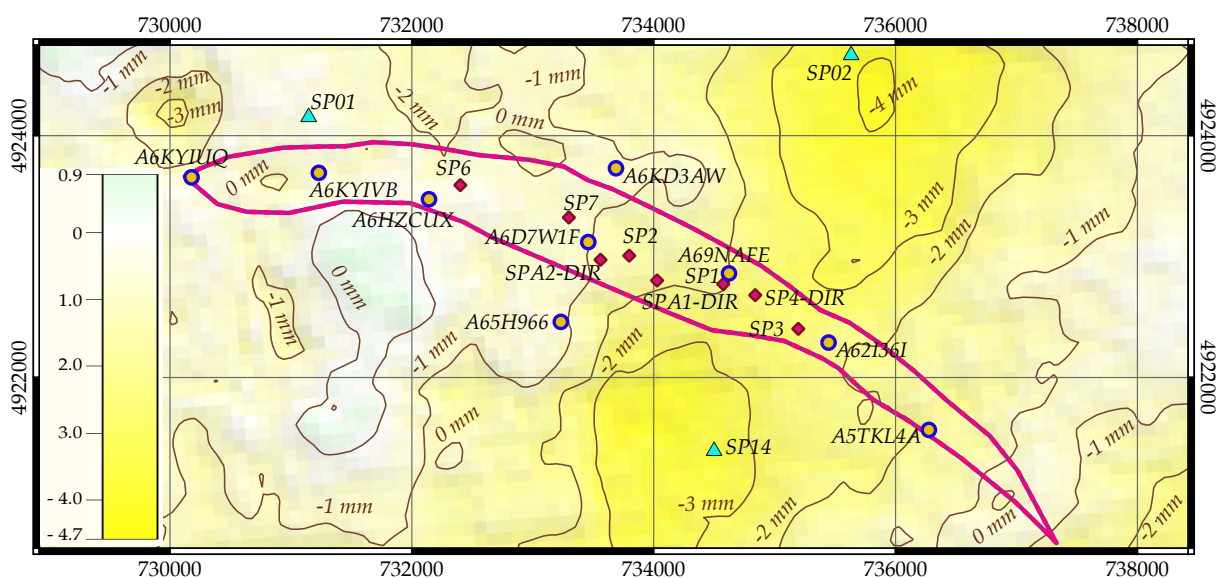 730000 732000 734000 736000 738000
-1 mm
-2 mm
-1 mm
SP02
-3 mm
SP01
-2 mm
-4 mm
0 mm
4924000
4924000
A6KYIUQ
0 mm
A6KYIVB
SP6
A6KD3AW
A6HZCUX
SP7
-3 mm
-1 mm
0.9
0
1.0
2.0
3.0
- 4.0
- 4.7
A6D7W1F
SP2
-2 mm
A69NAFE
SPA2-DIR
SP1
0 mm
SPA1-DIR
SP4-DIR
-1 mm
A65H966
SP3
-1 mm
-2 mm
A62I36I
4922000
4922000
0 mm
A5TKL4A
-1 mm
SP14
-1 mm
-3 mm
-2 mm
0 mm
-2 mm
730000 732000 734000 736000 738000